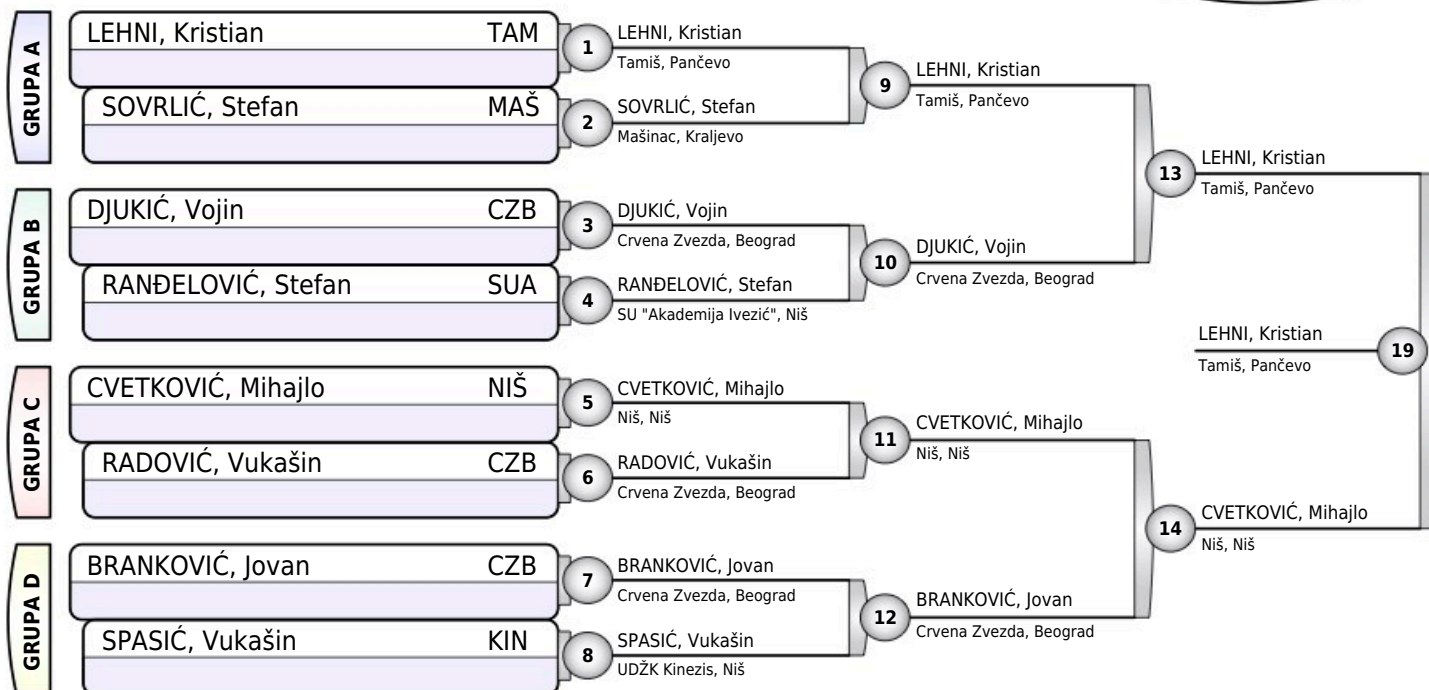 GRUPA A
LEHNI, Kristian TAM
SOVRLIĆ, Stefan MAŠ
GRUPA B
DJUKIĆ, Vojin CZB
RANĐELOVIĆ, Stefan SUA
GRUPA C
CVETKOVIĆ, Mihajlo NIŠ
RADOVIĆ, Vukašin CZB
GRUPA D
BRANKOVIĆ, Jovan CZB
SPASIĆ, Vukašin KIN
1
LEHNI, Kristian
Tamiš, Pančevo
2
SOVRLIĆ, Stefan
Mašinac, Kraljevo
3
DJUKIĆ, Vojin
Crvena Zvezda, Beograd
4
RANĐELOVIĆ, Stefan
SU "Akademija Ivezić", Niš
5
CVETKOVIĆ, Mihajlo
Niš, Niš
6
RADOVIĆ, Vukašin
Crvena Zvezda, Beograd
7
BRANKOVIĆ, Jovan
Crvena Zvezda, Beograd
8
SPASIĆ, Vukašin
UDŽK Kinezis, Niš
9
LEHNI, Kristian
Tamiš, Pančevo
10
DJUKIĆ, Vojin
Crvena Zvezda, Beograd
11
CVETKOVIĆ, Mihajlo
Niš, Niš
12
BRANKOVIĆ, Jovan
Crvena Zvezda, Beograd
13
LEHNI, Kristian
Tamiš, Pančevo
14
CVETKOVIĆ, Mihajlo
Niš, Niš
LEHNI, Kristian
Tamiš, Pančevo
19